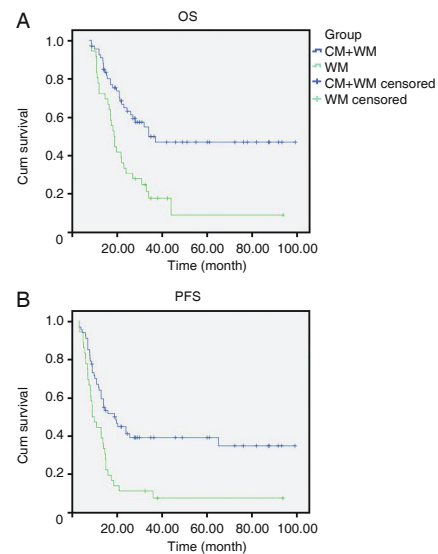 A
OS
Group
CM+WM
WM
CM+WM censored
WM censored
Cum survival
1.0
0.8
0.6
0.4
0.2
0
20.00 40.00 60.00 80.00 100.00
Time (month)
B
PFS
Cum survival
1.0
0.8
0.6
0.4
0.2
0
20.00 40.00 60.00 80.00 100.00
Time (month)